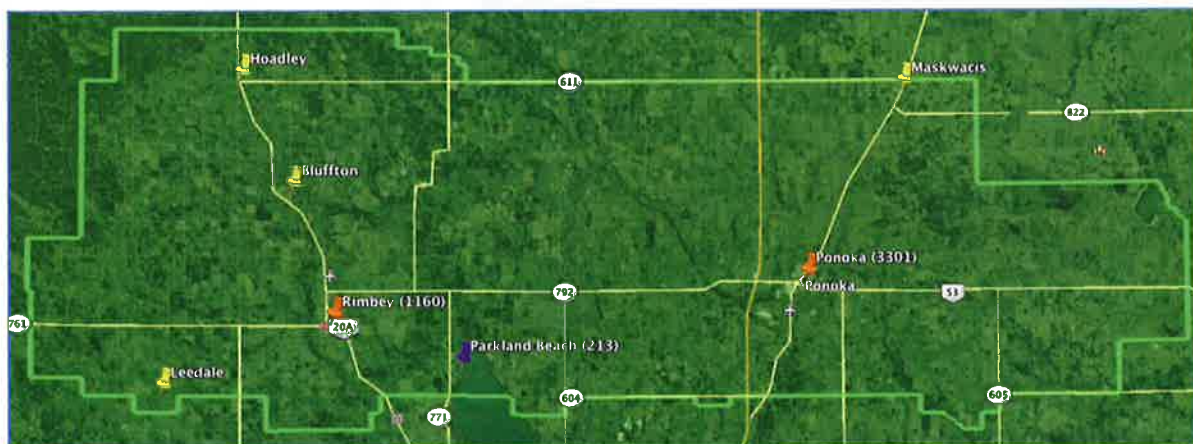 Hoadley
Maskwacis
611
822
Bluffton
Ponoka (3301)
Ponoka
792
53
Rimbey (1160)
761
20A
Parkland Beach (213)
Leedale
604
605
771